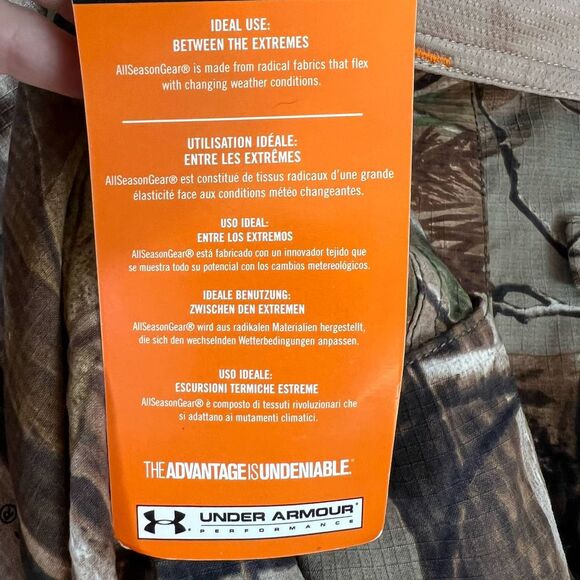 IDEAL USE:
BETWEEN THE EXTREMES
AllSeasonGear® is made from radical fabrics that flex
with changing weather conditions.
UTILISATION IDÉALE:
ENTRE LES EXTRÊMES
AllSeasonGear® est constitué de tissus radicaux d'une grande
élasticité face aux conditions météo changeantes.
USO IDEAL:
ENTRE LOS EXTREMOS
AllSeasonGear® está fabricado con un innovador tejido que
se muestra todo su potencial con los cambios metereológicos.
IDEALE BENUTZUNG:
ZWISCHEN DEN EXTREMEN
AllSeasonGear® wird aus radikalen Materialien hergestellt,
die sich den wechselnden Wetterbedingungen anpassen.
USO IDEALE:
ESCURSIONI TERMICHE ESTREME
AllSeasonGear® è composto di tessuti rivoluzionari che
si adattano ai mutamenti climatici.
THE ADVANTAGE IS UNDENIABLE.
UNDER ARMOUR
PERFORMANCE